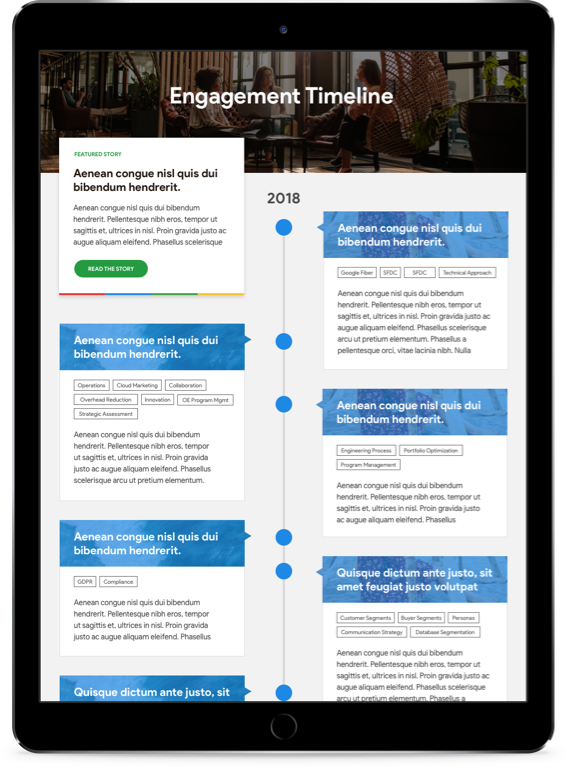 Engagement Timeline
FEATURED STORY
Aenean congue nisl quis dui
bibendum hendrerit.
Aenean congue nisl quis dui bibendum
hendrerit. Pellentesque nibh eros, tempor ut
sagittis et, ultrices in nisl. Proin gravida justo ac
augue aliquam eleifend. Phasellus scelerisque
READ THE STORY
2018
Aenean congue nisl quis dui
bibendum hendrerit.
Google Fiber SFDC SFDC Technical Approach
Aenean congue nisl quis dui bibendum
hendrerit. Pellentesque nibh eros, tempor ut
sagittis et, ultrices in nisl. Proin gravida justo ac
augue aliquam eleifend. Phasellus scelerisque
arcu ut pretium elementum. Phasellus a
pellentesque orci, vitae lacinia nibh. Nulla
Aenean congue nisl quis dui
bibendum hendrerit.
Operations Cloud Marketing Collaboration
Overhead Reduction Innovation OE Program Mgmt
Strategic Assessment
Aenean congue nisl quis dui bibendum
hendrerit. Pellentesque nibh eros, tempor
ut sagittis et, ultrices in nisl. Proin gravida
justo ac augue aliquam eleifend. Phasellus
scelerisque arcu ut pretium elementum.
Aenean congue nisl quis dui
bibendum hendrerit.
Engineering Process Portfolio Optimization
Program Management
Aenean congue nisl quis dui bibendum
hendrerit. Pellentesque nibh eros, tempor ut
sagittis et, ultrices in nisl. Proin gravida justo
ac augue aliquam eleifend. Phasellus
Aenean congue nisl quis dui
bibendum hendrerit.
GDPR Compliance
Aenean congue nisl quis dui bibendum
hendrerit. Pellentesque nibh eros, tempor
ut sagittis et, ultrices in nisl. Proin gravida
justo ac augue aliquam eleifend. Phasellus
Quisque dictum ante justo, sit
amet feugiat justo volutpat
Customer Segments Buyer Segments Personas
Communication Strategy Database Segmentation
Aenean congue nisl quis dui bibendum
hendrerit. Pellentesque nibh eros, tempor ut
sagittis et, ultrices in nisl. Proin gravida justo ac
augue aliquam eleifend. Phasellus scelerisque
arcu ut pretium elementum. Phasellus a
Quisque dictum ante justo, sit